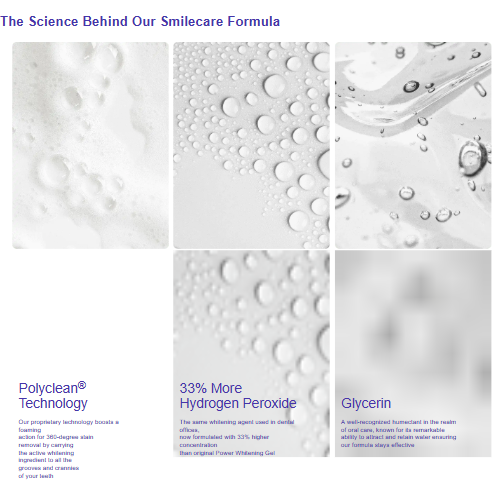 The Science Behind Our Smilecare Formula
Polyclean®
Technology
Our proprietary technology boasts a
foaming
action for 360-degree stain
removal by carrying
the active whitening
ingredient to all the
grooves and crannies
of your teeth
33% More
Hydrogen Peroxide
The same whitening agent used in dental
offices,
now formulated with 33% higher
concentration
than original Power Whitening Gel
Glycerin
A well-recognized humectant in the realm
of oral care, known for its remarkable
ability to attract and retain water ensuring
our formula stays effective